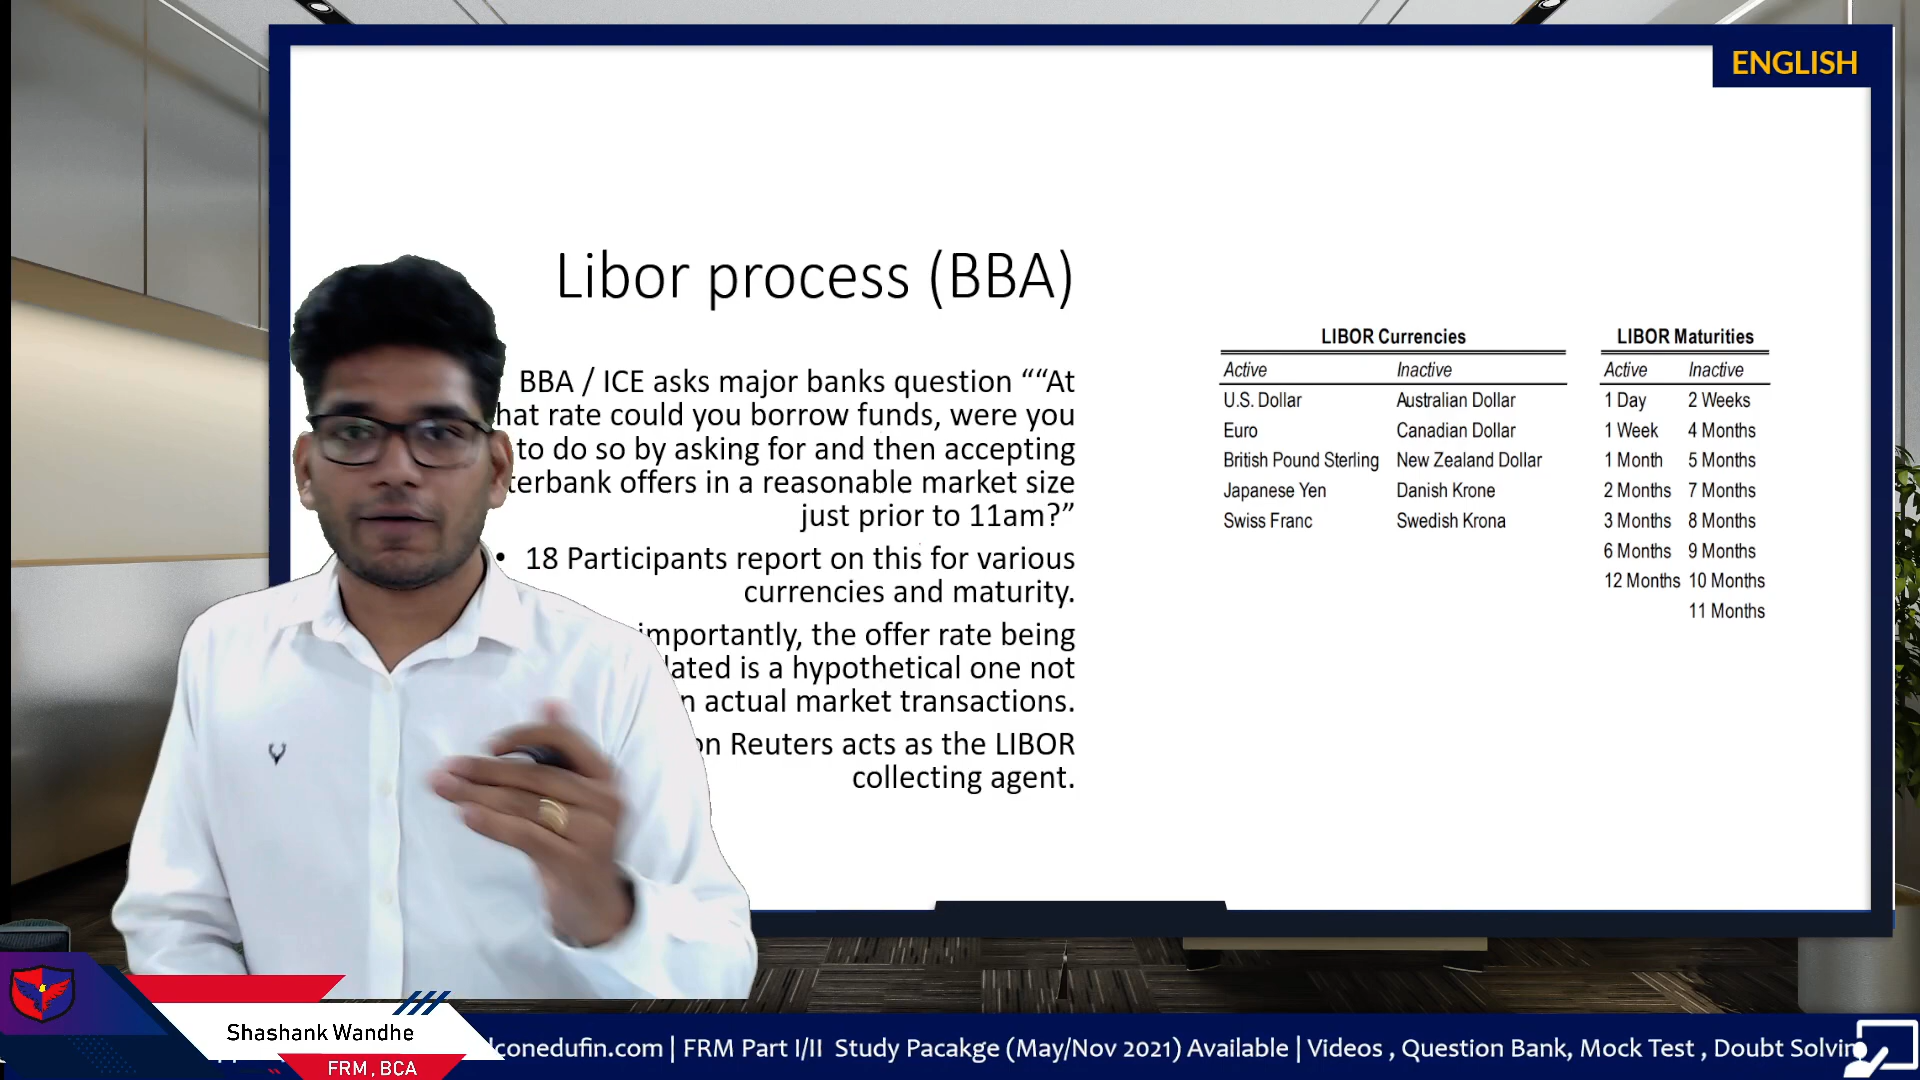 ENGLISH
Libor process (BBA)
BBA / ICE asks major banks question ““At
rate could you borrow funds, were you
to do so by asking for and then accepting
offers in a reasonable market size
just prior to 11am?”
• 18 Participants report on this for various
currencies and maturity.
importantly, the offer rate being
is a hypothetical one not
actual market transactions.
Reuters acts as the LIBOR
collecting agent.
LIBOR Currencies
Active Inactive
U.S. Dollar Australian Dollar
Euro Canadian Dollar
British Pound Sterling New Zealand Dollar
Japanese Yen Danish Krone
Swiss Franc Swedish Krona
LIBOR Maturities
Active Inactive
1 Day 2 Weeks
1 Week 4 Months
1 Month 5 Months
2 Months 7 Months
3 Months 8 Months
6 Months 9 Months
12 Months 10 Months
11 Months
Shashank Wandhe
FRM, BCA
conedufin.com | FRM Part I/II Study Pacakge (May/Nov 2021) Available | Videos , Question Bank, Mock Test , Doubt Solvin